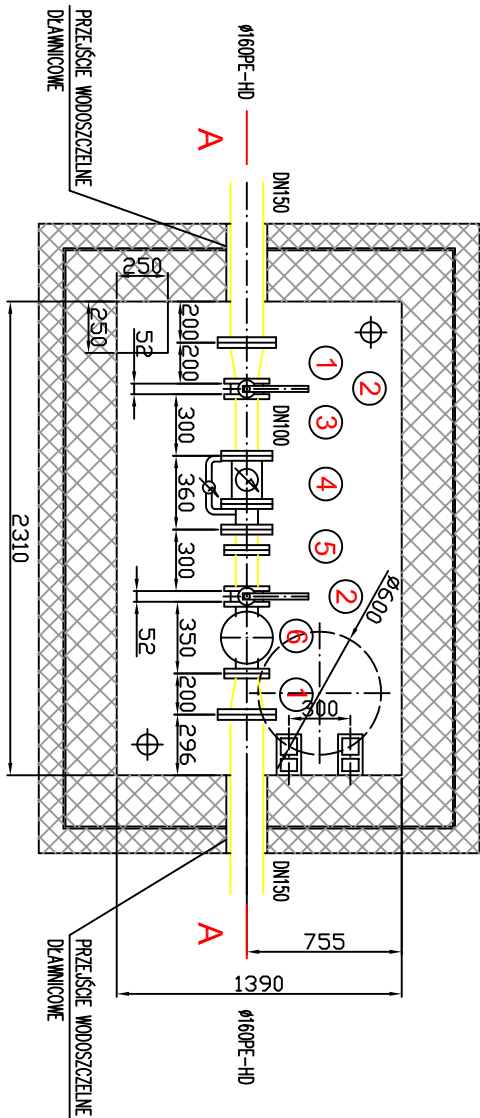 PRZEJŚCIE WODOSZCZELNE
DŁAWNICOWE
ø160PE-HD
A
DN150
250
250
200
200
52
DN100
300
360
300
350
52
200
296
2310
1
2
3
4
5
2
6
1
ø600
300
755
1390
DN150
A
ø160PE-HD
PRZEJŚCIE WODOSZCZELNE
DŁAWNICOWE